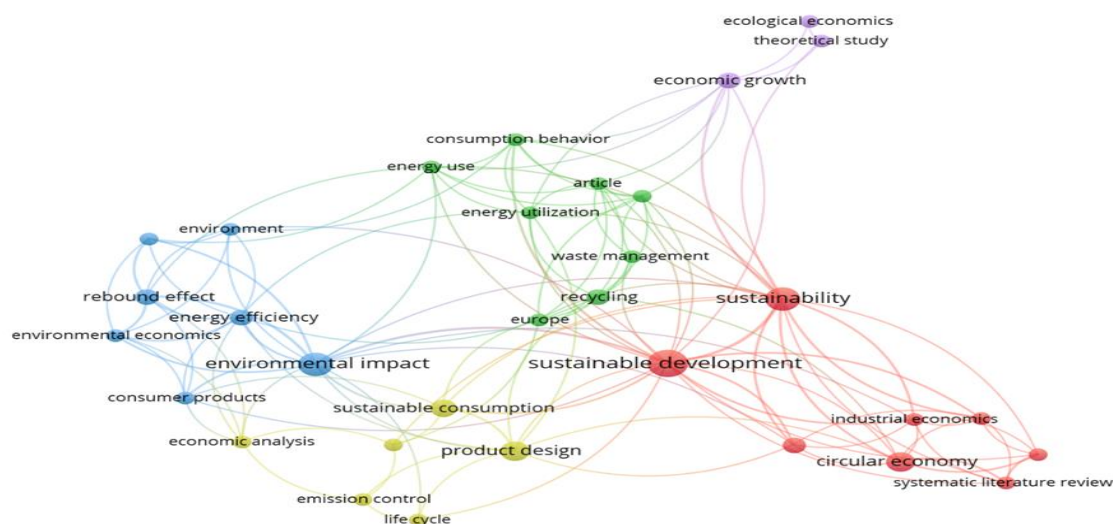 ecological economics
theoretical study
economic growth
consumption behavior
energy use
article
energy utilization
environment
waste management
rebound effect
recycling
sustainability
energy efficiency
europe
environmental economics
environmental impact
sustainable development
consumer products
sustainable consumption
industrial economics
economic analysis
product design
circular economy
systematic literature review
emission control
life cycle